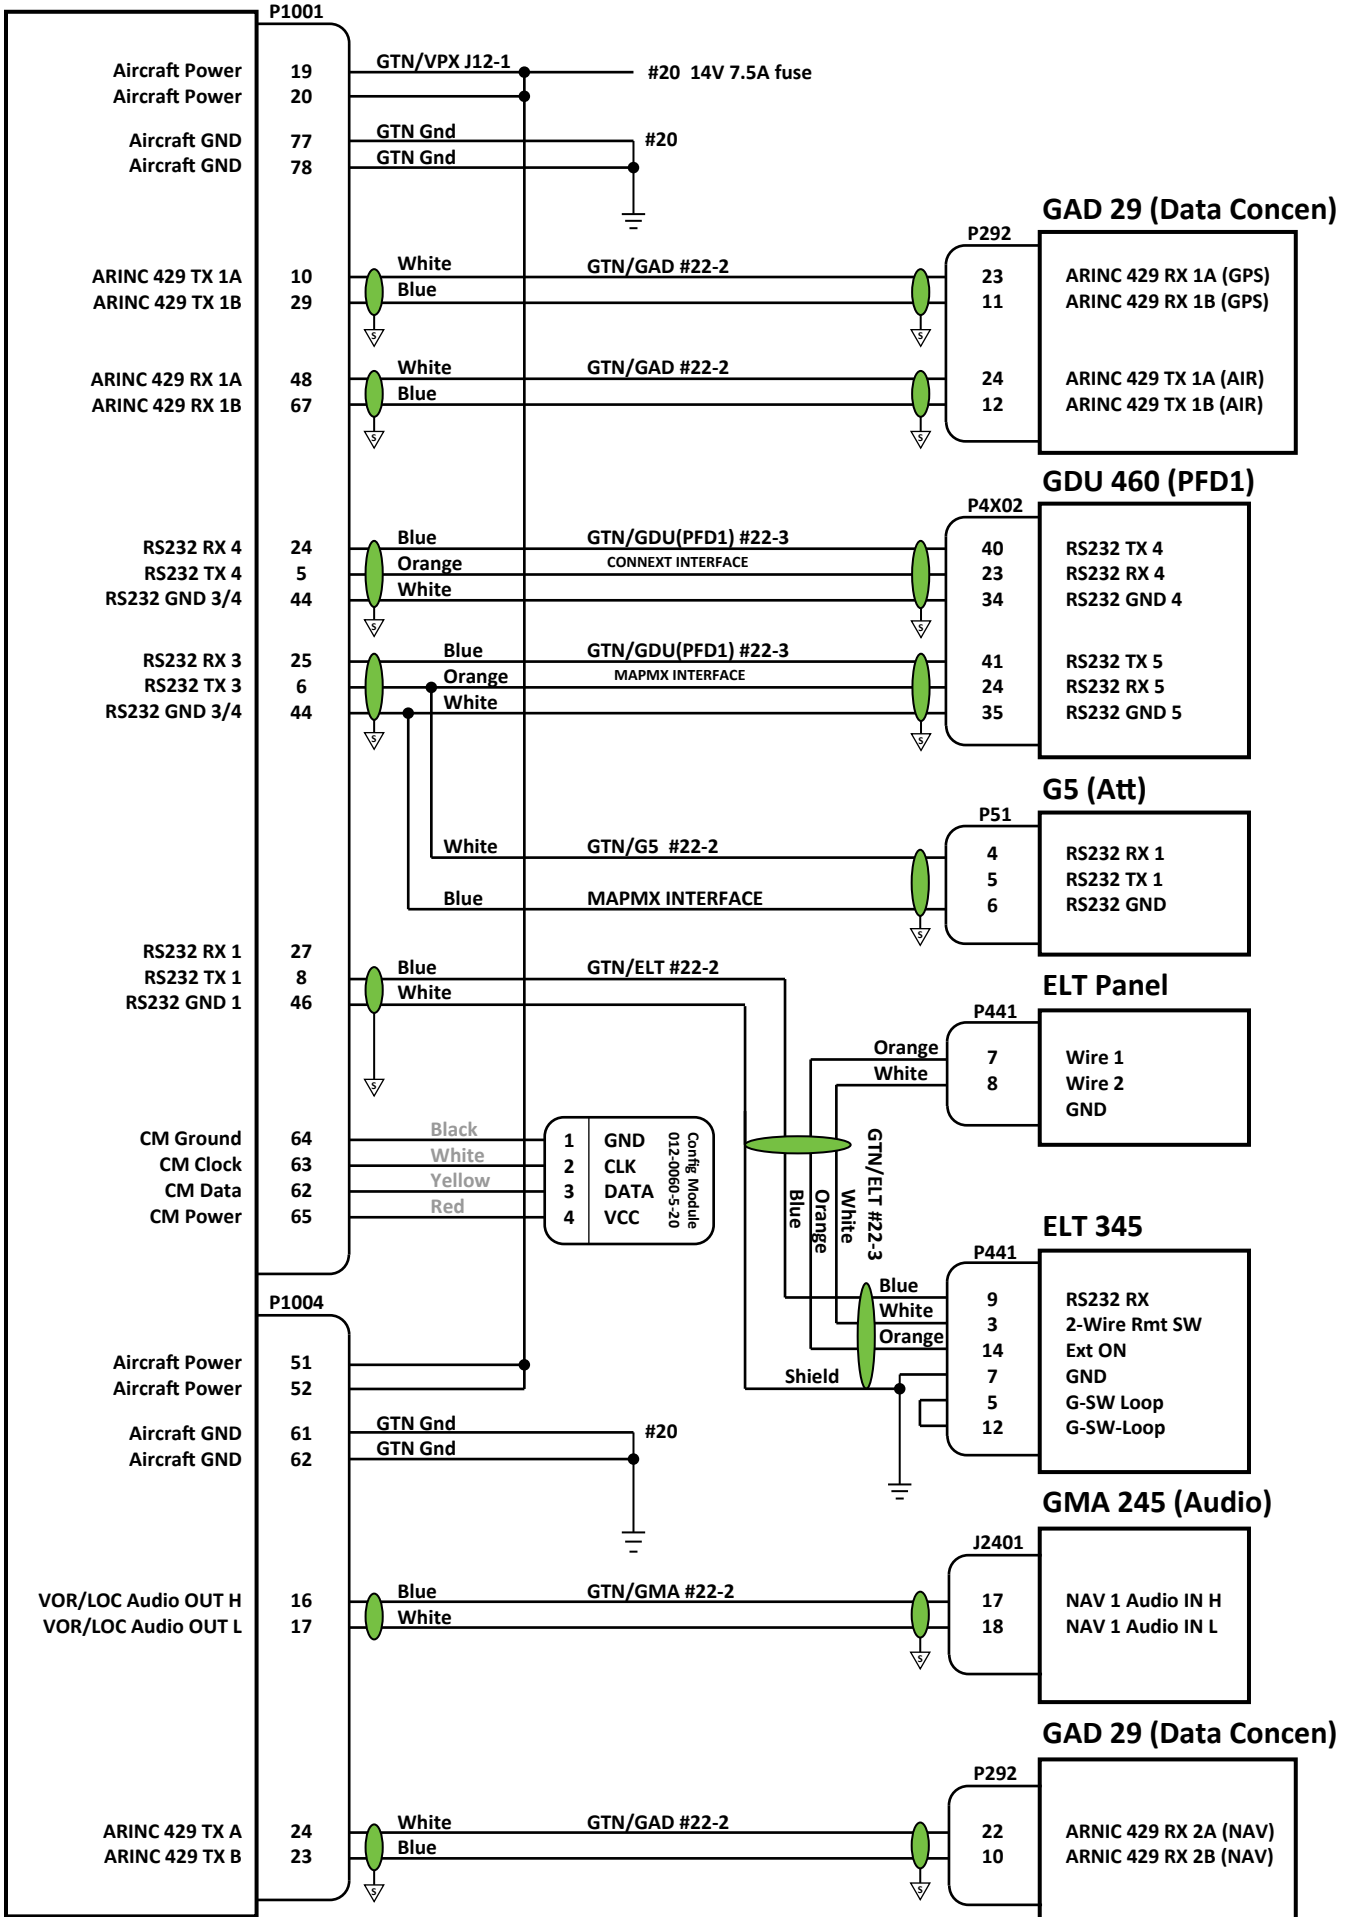 P1001
Aircraft Power 19 GTN/VPX J12-1 #20 14V 7.5A fuse
Aircraft Power 20
Aircraft GND 77 GTN Gnd #20
Aircraft GND 78 GTN Gnd
GAD 29 (Data Concen)
P292
ARINC 429 TX 1A 10 White GTN/GAD #22-2 23 ARINC 429 RX 1A (GPS)
ARINC 429 TX 1B 29 Blue 11 ARINC 429 RX 1B (GPS)
S S
ARINC 429 RX 1A 48 White GTN/GAD #22-2 24 ARINC 429 TX 1A (AIR)
ARINC 429 RX 1B 67 Blue 12 ARINC 429 TX 1B (AIR)
S S
GDU 460 (PFD1)
P4X02
RS232 RX 4 24 Blue GTN/GDU(PFD1) #22-3 40 RS232 TX 4
RS232 TX 4 5 Orange CONNEXT INTERFACE 23 RS232 RX 4
RS232 GND 3/4 44 White 34 RS232 GND 4
S S
RS232 RX 3 25 Blue GTN/GDU(PFD1) #22-3 41 RS232 TX 5
RS232 TX 3 6 Orange MAPMX INTERFACE 24 RS232 RX 5
RS232 GND 3/4 44 White 35 RS232 GND 5
S S
G5 (Att)
P51
White GTN/G5 #22-2 4 RS232 RX 1
5 RS232 TX 1
Blue MAPMX INTERFACE 6 RS232 GND
S
RS232 RX 1 27
RS232 TX 1 8 Blue GTN/ELT #22-2
RS232 GND 1 46 White
S
ELT Panel
P441
Orange 7 Wire 1
White 8 Wire 2
GND
CM Ground 64 Black 1 GND
CM Clock 63 White 2 CLK
CM Data 62 Yellow 3 DATA
CM Power 65 Red 4 VCC
Config Module
012-0060-5-20
GTN/ELT #22-3
White
Orange
Blue
ELT 345
P441
Blue 9 RS232 RX
White 3 2-Wire Rmt SW
Orange 14 Ext ON
Shield 7 GND
5 G-SW Loop
12 G-SW-Loop
P1004
Aircraft Power 51
Aircraft Power 52
Aircraft GND 61 GTN Gnd #20
Aircraft GND 62 GTN Gnd
GMA 245 (Audio)
J2401
VOR/LOC Audio OUT H 16 Blue GTN/GMA #22-2 17 NAV 1 Audio IN H
VOR/LOC Audio OUT L 17 White 18 NAV 1 Audio IN L
S
GAD 29 (Data Concen)
P292
ARINC 429 TX A 24 White GTN/GAD #22-2 22 ARNIC 429 RX 2A (NAV)
ARINC 429 TX B 23 Blue 10 ARNIC 429 RX 2B (NAV)
S S